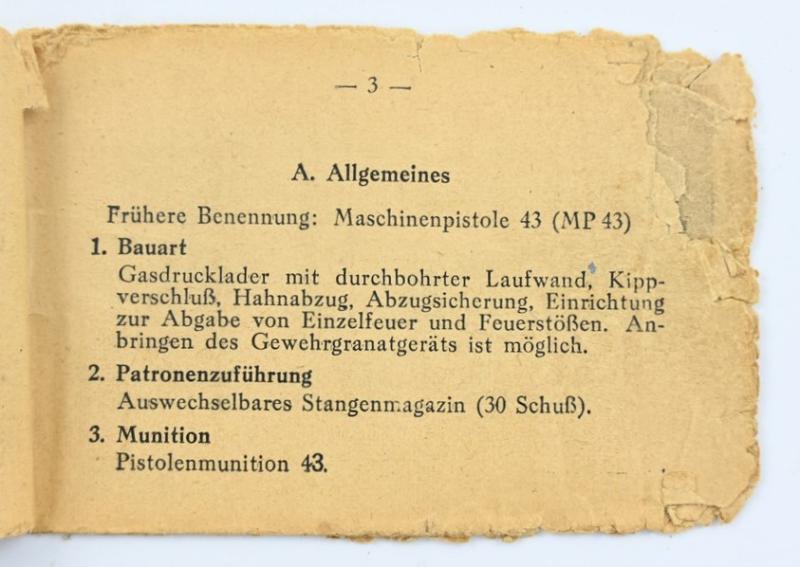 — 3 —
A. Allgemeines
Frühere Benennung: Maschinenpistole 43 (MP 43)
1. Bauart
Gasdrucklader mit durchbohrter Laufwand, Kipp-
verschluß, Hahnabzug, Abzugsicherung, Einrichtung
zur Abgabe von Einzelfeuer und Feuerstößen. An-
bringen des Gewehrgranatgeräts ist möglich.
2. Patronenzuführung
Auswechselbares Stangenmagazin (30 Schuß).
3. Munition
Pistolenmunition 43.